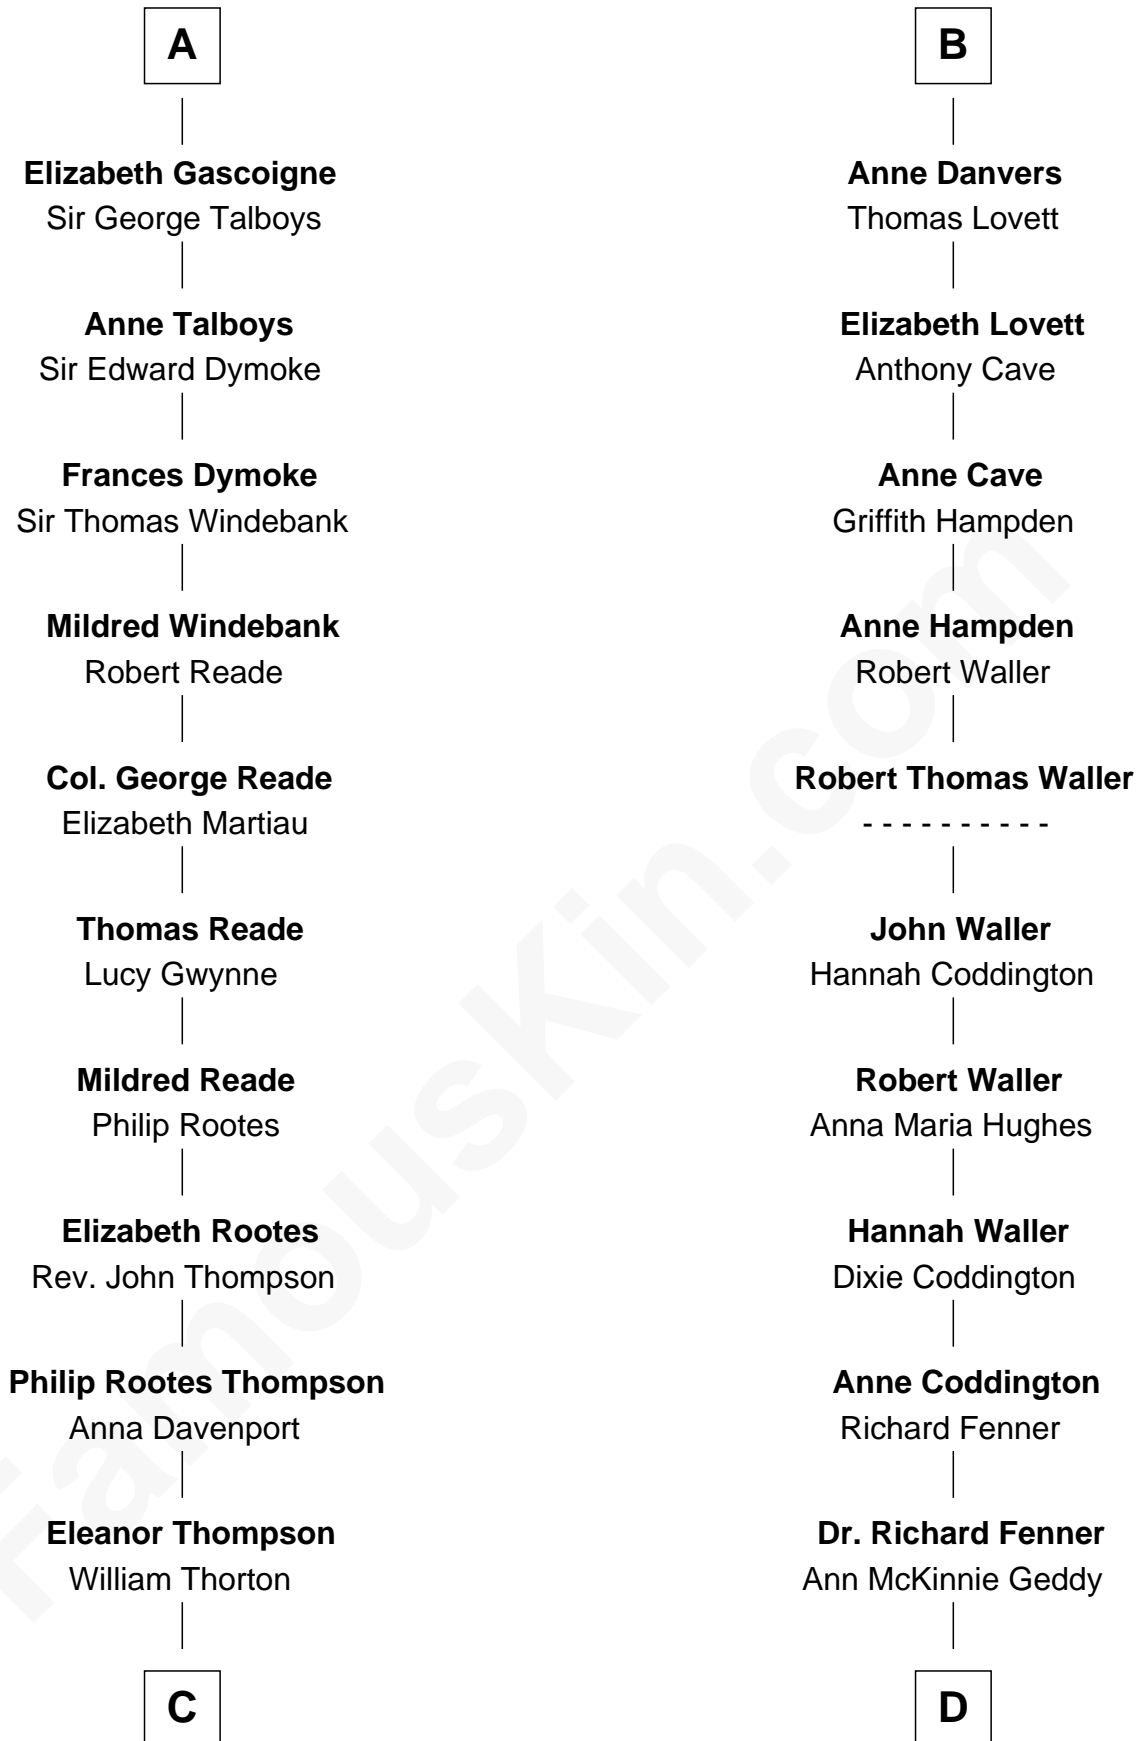 A
Elizabeth Gascoigne
Sir George Talboys
Anne Talboys
Sir Edward Dymoke
Frances Dymoke
Sir Thomas Windebank
Mildred Windebank
Robert Reade
Col. George Reade
Elizabeth Martiau
Thomas Reade
Lucy Gwynne
Mildred Reade
Philip Rootes
Elizabeth Rootes
Rev. John Thompson
Philip Rootes Thompson
Anna Davenport
Eleanor Thompson
William Thorton
C
B
Anne Danvers
Thomas Lovett
Elizabeth Lovett
Anthony Cave
Anne Cave
Griffith Hampden
Anne Hampden
Robert Waller
Robert Thomas Waller
- - - - - - - - - -
John Waller
Hannah Coddington
Robert Waller
Anna Maria Hughes
Hannah Waller
Dixie Coddington
Anne Coddington
Richard Fenner
Dr. Richard Fenner
Ann McKinnie Geddy
D
FamousKin.com